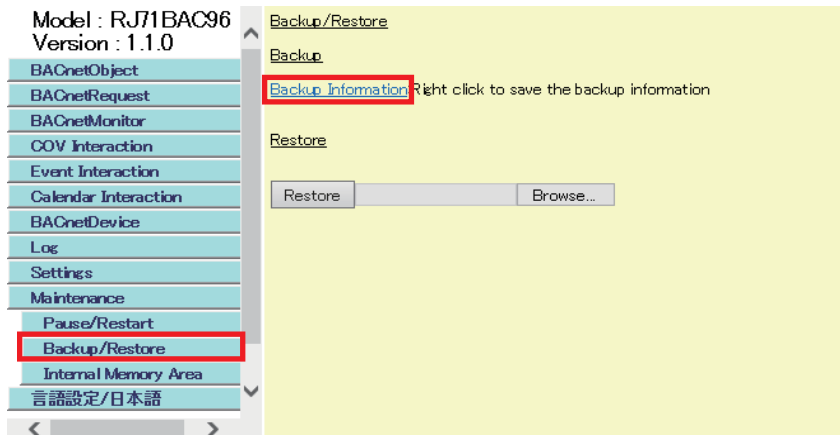 Model : RJ71BAC96
Version : 1.1.0
BACnetObject
BACnetRequest
BACnetMonitor
COV Interaction
Event Interaction
Calendar Interaction
BACnetDevice
Log
Settings
Maintenance
Pause/Restart
Backup/Restore
Internal Memory Area
言語設定/日本語
Backup/Restore
Backup
Backup Information Right click to save the backup information
Restore
Restore Browse...